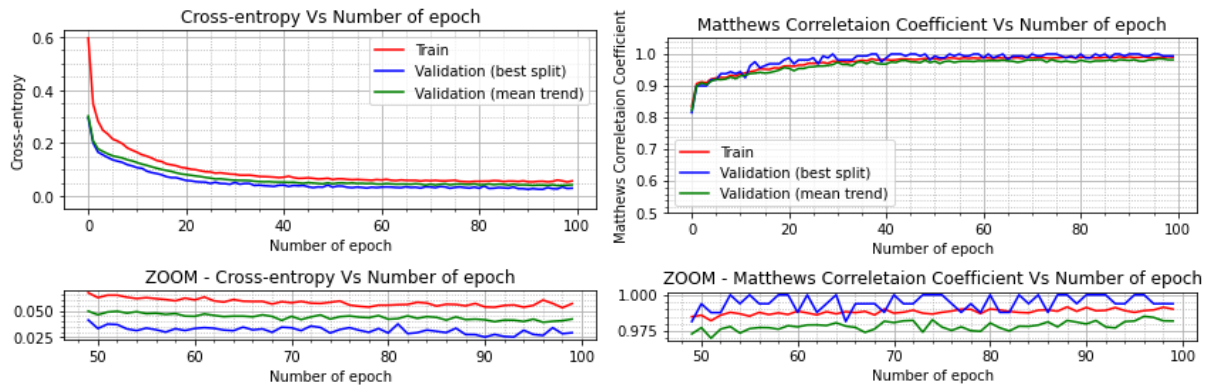 Cross-entropy Vs Number of epoch
0.6
0.4
0.2
0.0
Cross-entropy
Train
Validation (best split)
Validation (mean trend)
0 20 40 60 80 100
Number of epoch
Matthews Correletaion Coefficient Vs Number of epoch
1.0
0.9
0.8
0.7
0.6
0.5
Matthews Correletaion Coefficient
Train
Validation (best split)
Validation (mean trend)
0 20 40 60 80 100
Number of epoch
ZOOM - Cross-entropy Vs Number of epoch
0.050
0.025
50 60 70 80 90 100
Number of epoch
ZOOM - Matthews Correletaion Coefficient Vs Number of epoch
1.000
0.975
50 60 70 80 90 100
Number of epoch